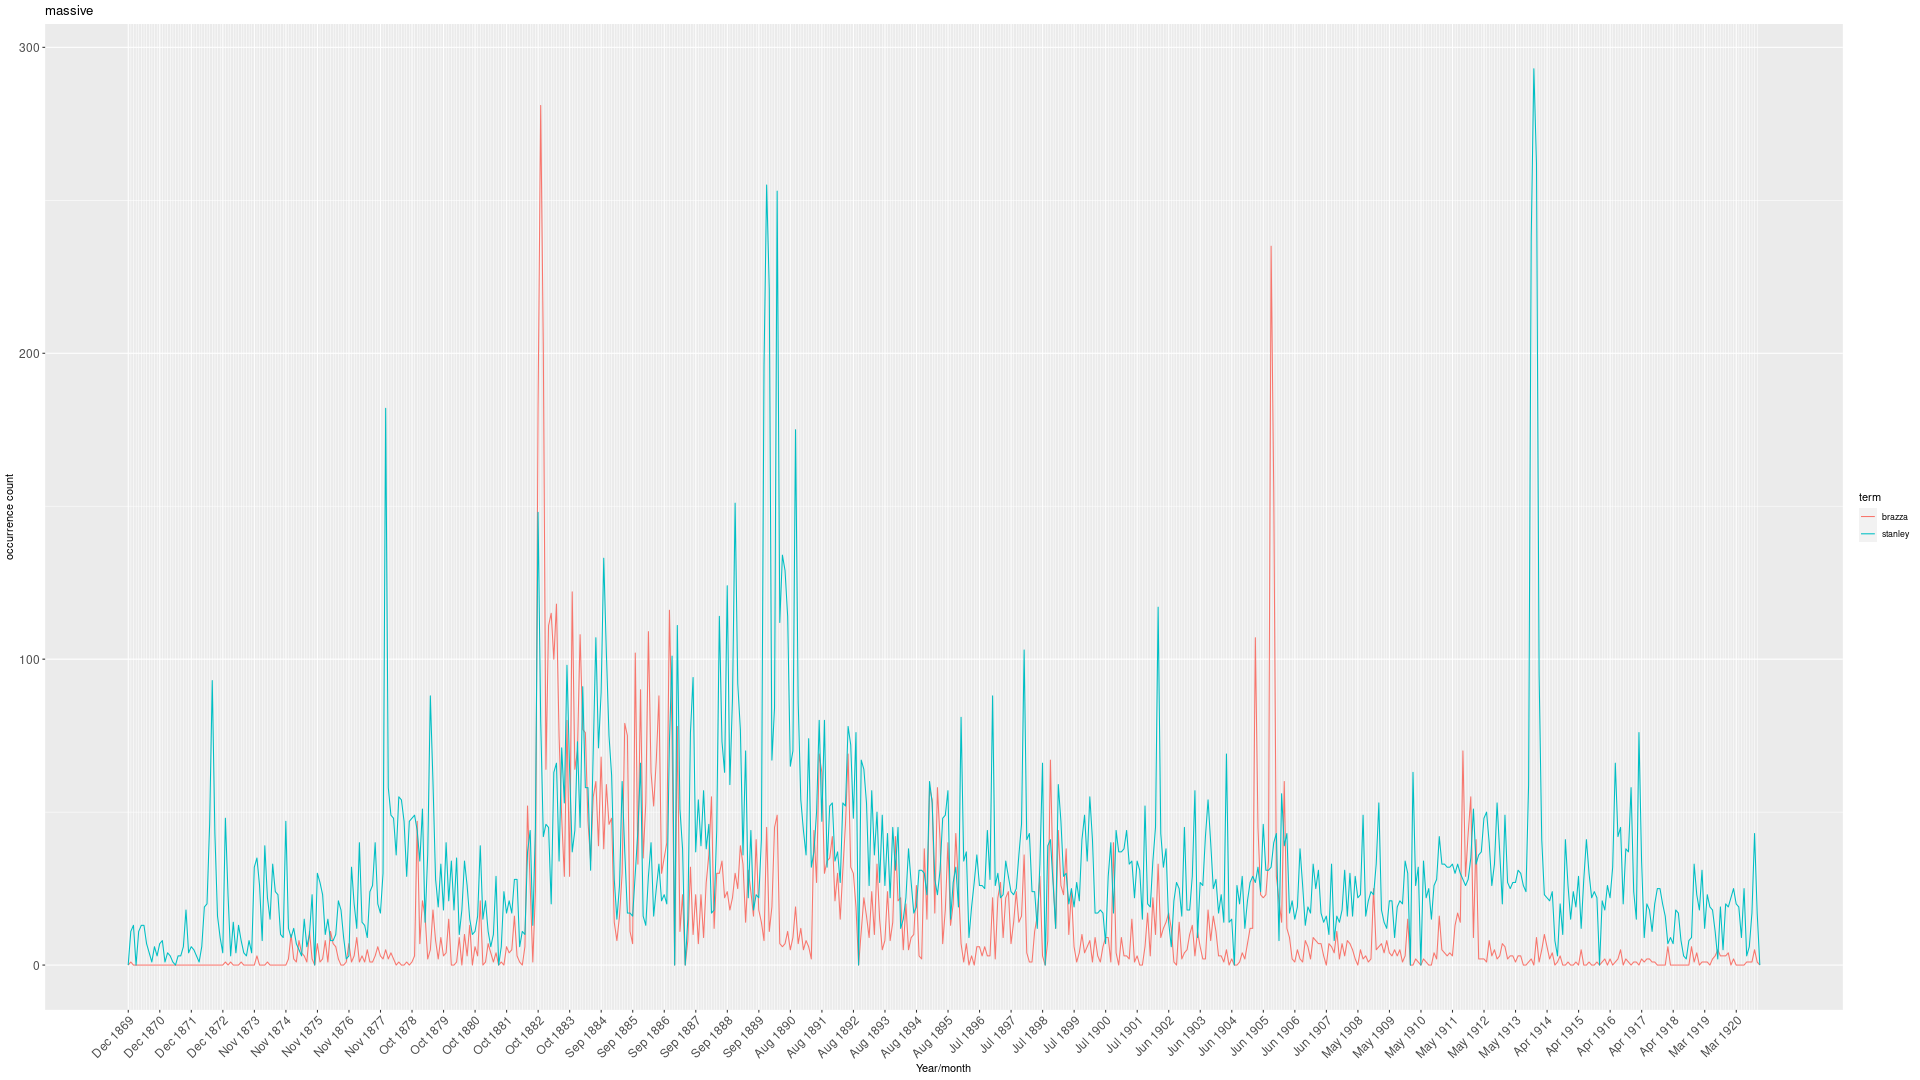 massive
300
200
100
0
occurrence count
Dec 1869
Dec 1870
Dec 1871
Dec 1872
Nov 1873
Nov 1874
Nov 1875
Nov 1876
Nov 1877
Oct 1878
Oct 1879
Oct 1880
Oct 1881
Oct 1882
Oct 1883
Sep 1884
Sep 1885
Sep 1886
Sep 1887
Sep 1888
Sep 1889
Aug 1890
Aug 1891
Aug 1892
Aug 1893
Aug 1894
Aug 1895
Jul 1896
Jul 1897
Jul 1898
Jul 1899
Jul 1900
Jul 1901
Jun 1902
Jun 1903
Jun 1904
Jun 1905
Jun 1906
Jun 1907
May 1908
May 1909
May 1910
May 1911
May 1912
May 1913
Apr 1914
Apr 1915
Apr 1916
Apr 1917
Apr 1918
Mar 1919
Mar 1920
Year/month
term
brazza
stanley